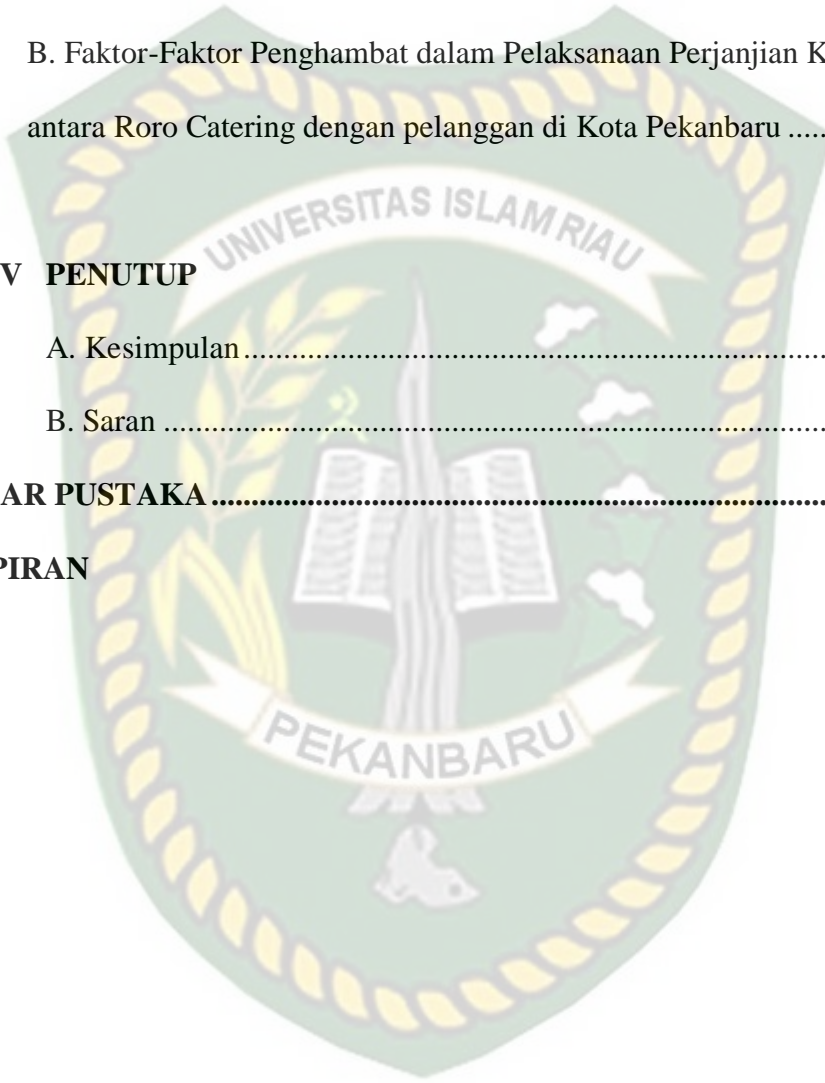 B. Faktor-Faktor Penghambat dalam Pelaksanaan Perjanjian K
antara Roro Catering dengan pelanggan di Kota Pekanbaru .....
UNIVERSITAS ISLAM RIAU
V PENUTUP
A. Kesimpulan..........................................................................
B. Saran ...................................................................................
AR PUSTAKA.............................................................................
PIRAN
PEKANBARU